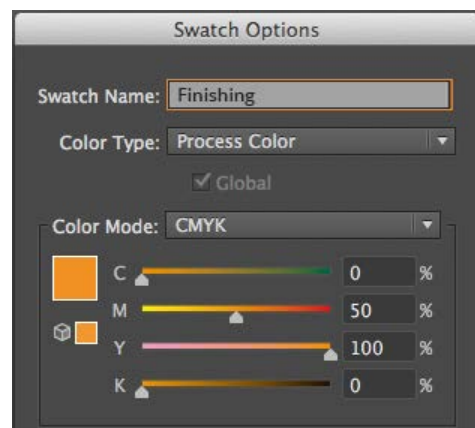 Swatch Options
Swatch Name: Finishing
Color Type: Process Color
Global
Color Mode: CMYK
C 0 %
M 50 %
Y 100 %
K 0 %